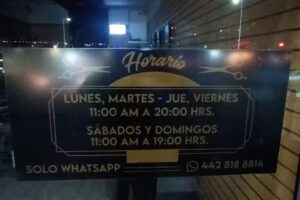 Horario
LUNES, MARTES - JUE, VIERNES
11:00 AM A 20:00 HRS.
SÁBADOS Y DOMINGOS
11:00 AM A 19:00 HRS.
SOLO WHATSAPP 442 818 8814